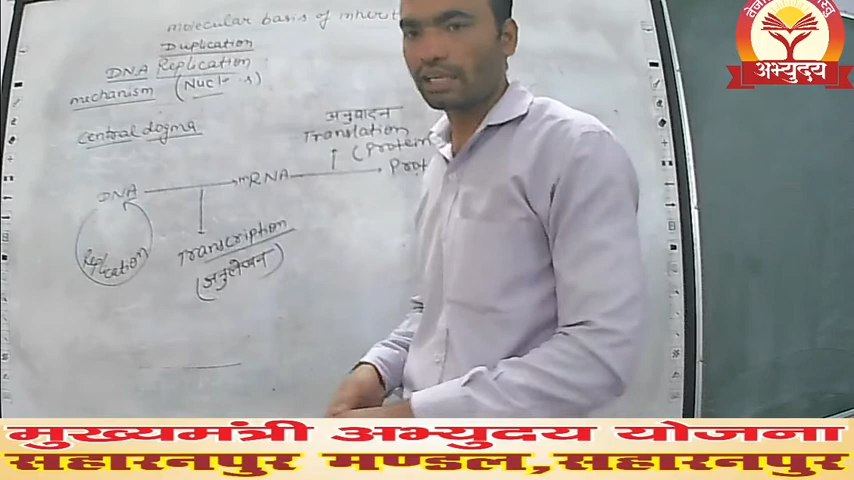 molecular basis of inherit
Duplication
DNA Replication
mechanism (Nucl s)
central dogma
अनुवादन
Translation
(Protein
DNA mRNA Prot
Replication
Transcription
(अनुलेखन)
अभ्युदय
मुख्यमंत्री अभ्युदय योजना
सहारनपुर मण्डल,सहारनपुर